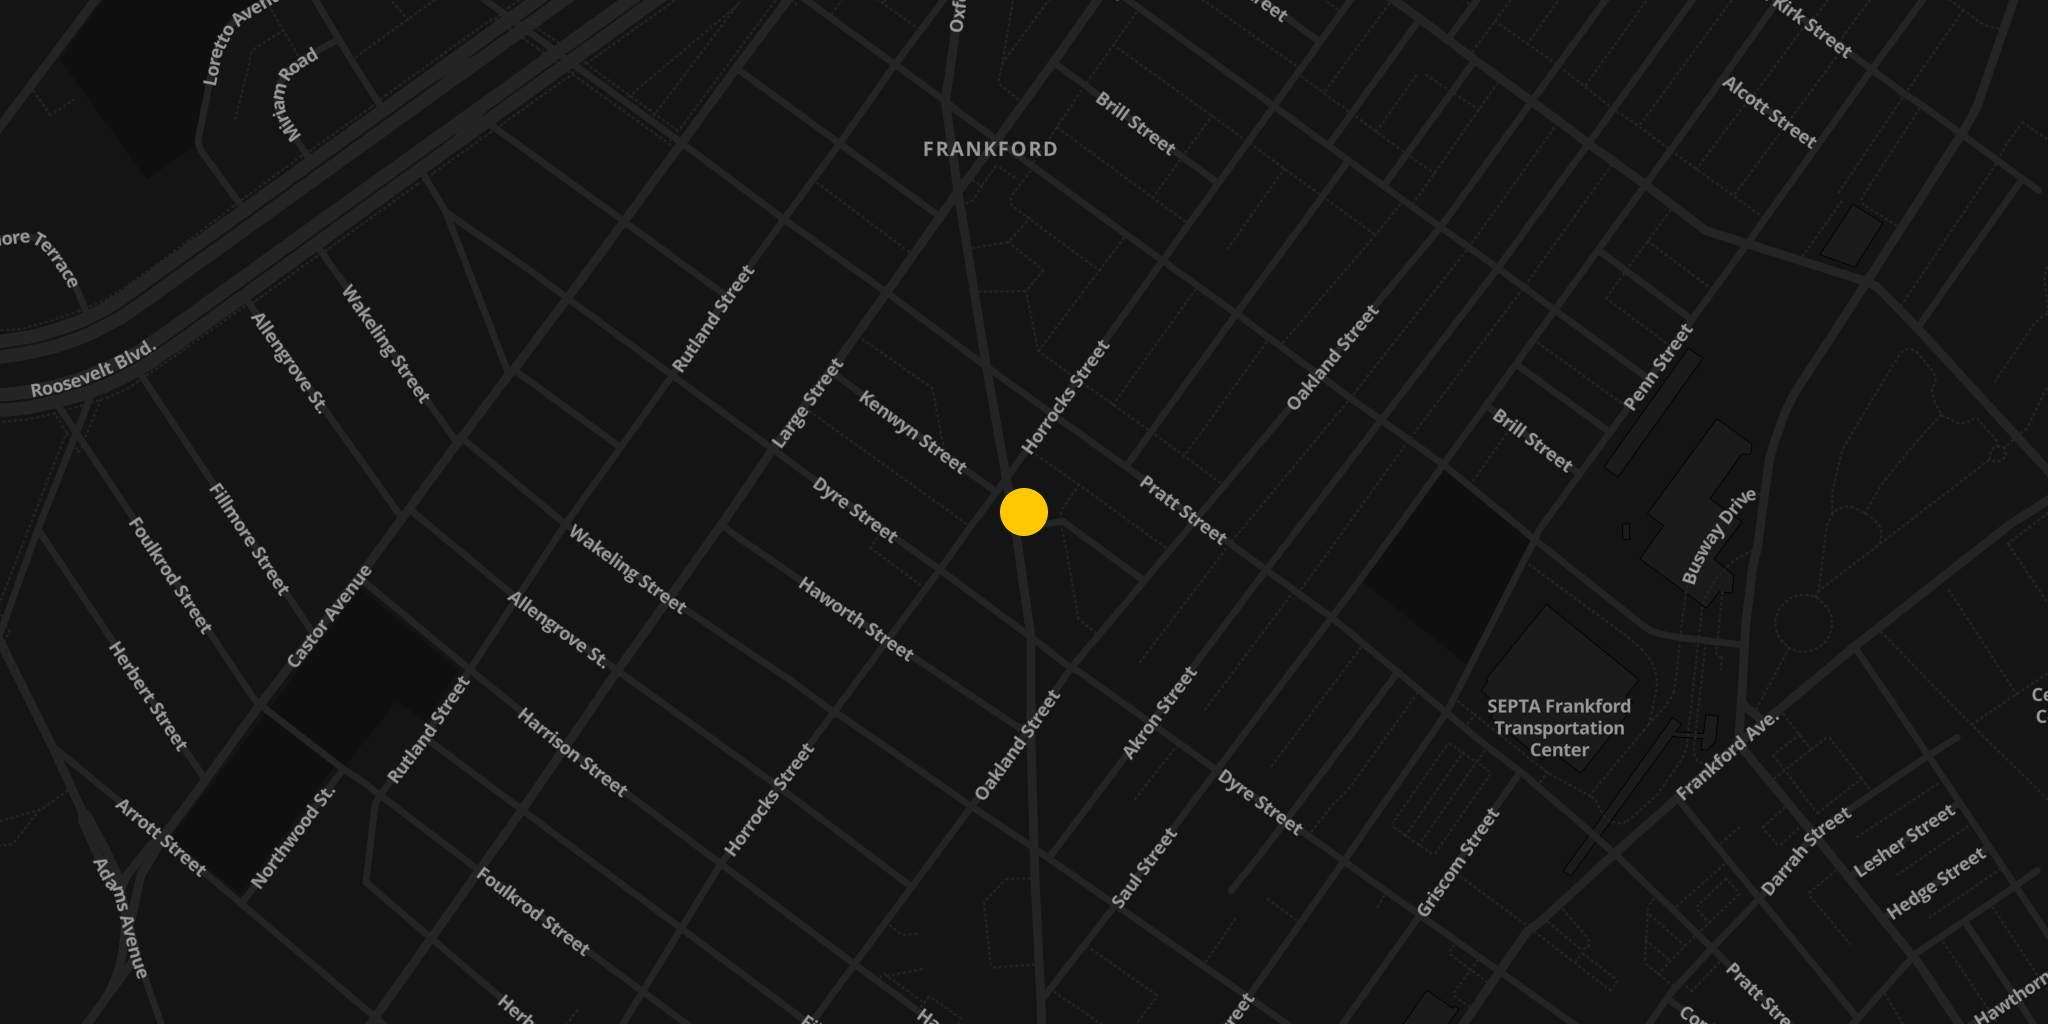 Loretto Avenu
Oxf
Street
Kirk Street
Miriam Road
Brill Street
Alcott Street
FRANKFORD
ore Terrace
Wakeling Street
Allengrove St.
Rutland Street
Roosevelt Blvd.
Large Street
Kenwyn Street
Horrocks Street
Oakland Street
Penn Street
Brill Street
Dyre Street
Pratt Street
Busway Drive
Fillmore Street
Foulkrod Street
Wakeling Street
Castor Avenue
Allengrove St.
Haworth Street
Herbert Street
Rutland Street
Harrison Street
Horrocks Street
Oakland Street
Akron Street
SEPTA Frankford
Transportation
Center
Ce
C
Frankford Ave.
Arrott Street
Northwood St.
Adams Avenue
Dyre Street
Saul Street
Griscom Street
Darrah Street
Lesher Street
Hedge Street
Foulkrod Street
Herb
Fi
Ha
reet
Pratt Stre
Cor
Hawthorn